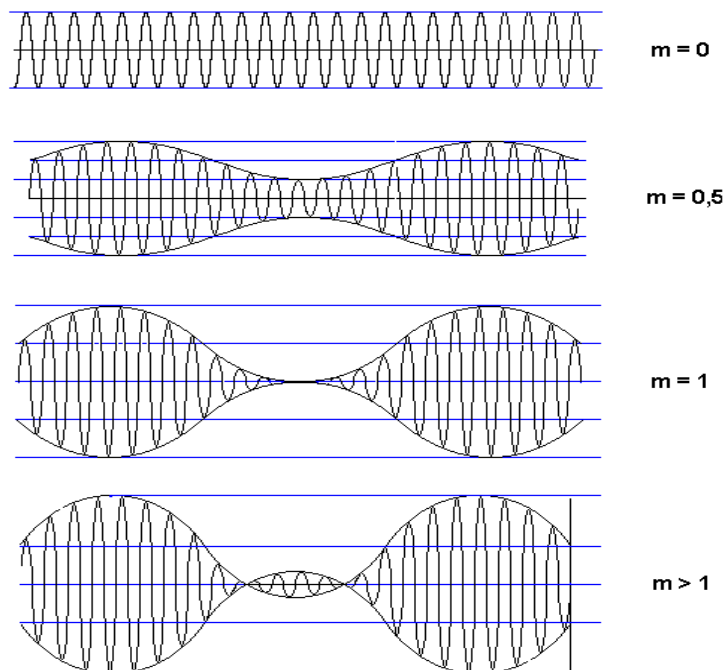 m = 0
m = 0,5
m = 1
m > 1